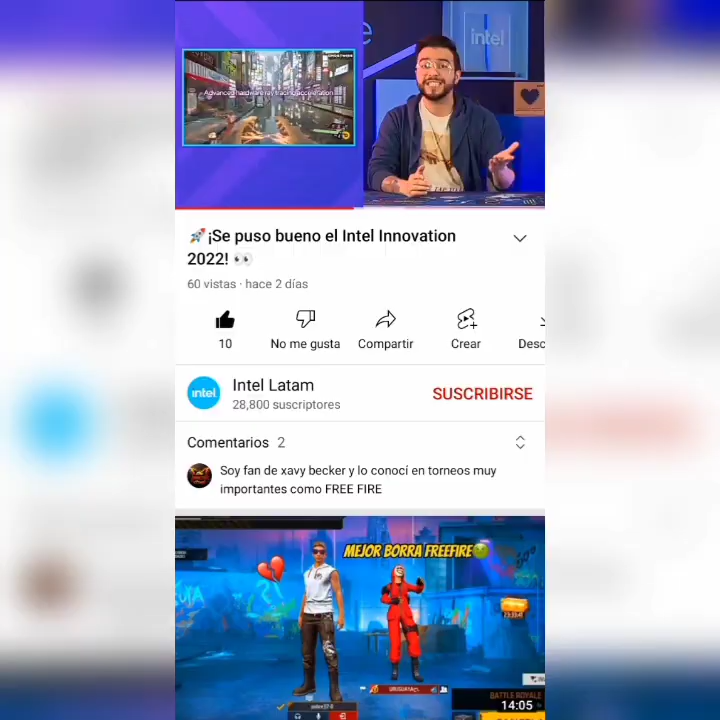 intel
Advanced hardware ray tracing acceleration
🚀¡Se puso bueno el Intel Innovation
2022! 👀
60 vistas · hace 2 días
10
No me gusta
Compartir
Crear
Desc
intel
Intel Latam
28,800 suscriptores
SUSCRIBIRSE
Comentarios 2
Soy fan de xavy becker y lo conocí en torneos muy
importantes como FREE FIRE
MEJOR BORRA FREEFIRE🤢
BATTLE ROYALE
14:05